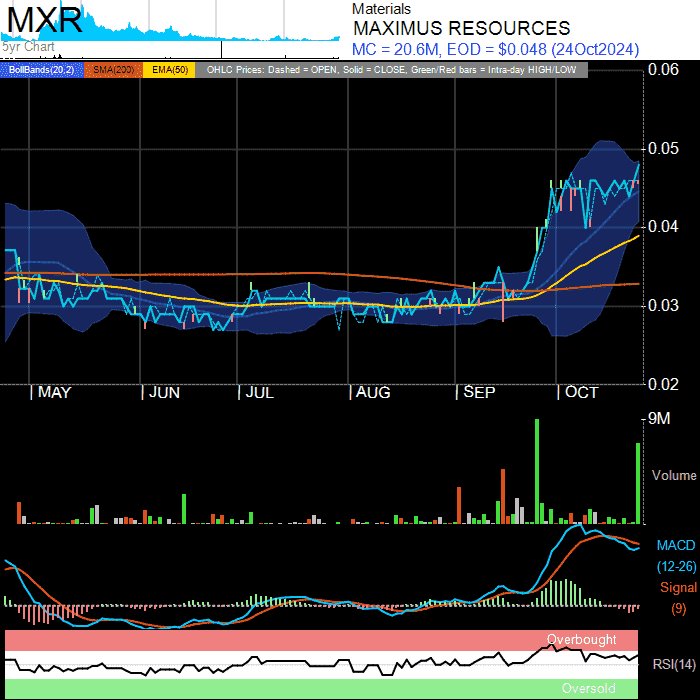 MXR
5yr Chart
Materials
MAXIMUS RESOURCES
MC = 20.6M, EOD = $0.048 (24Oct2024)
BollBands(20,2) SMA(200) EMA(50) OHLC Prices: Dashed = OPEN, Solid = CLOSE, Green/Red bars = Intra-day HIGH/LOW
0.06
0.05
0.04
0.03
0.02
| MAY | JUN | JUL | AUG | SEP | OCT
9M
Volume
MACD
(12-26)
Signal
(9)
Overbought
RSI(14)
Oversold